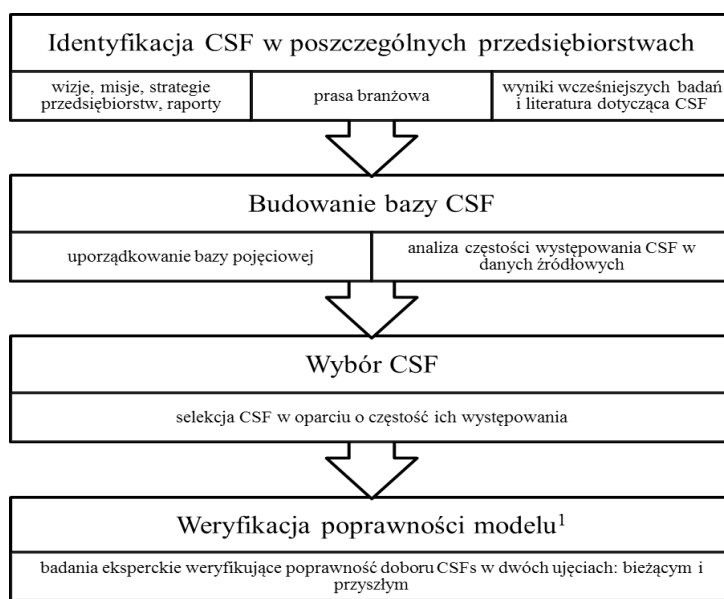 Identyfikacja CSF w poszczególnych przedsiębiorstwach
wizje, misje, strategie
przedsiębiorstw, raporty
prasa branżowa
wyniki wcześniejszych badań
i literatura dotycząca CSF
Budowanie bazy CSF
uporządkowanie bazy pojęciowej
analiza częstości występowania CSF w
danych źródłowych
Wybór CSF
selekcja CSF w oparciu o częstość ich występowania
Weryfikacja poprawności modelu¹
badania eksperckie weryfikujące poprawność doboru CSFs w dwóch ujęciach: bieżącym i
przyszłym